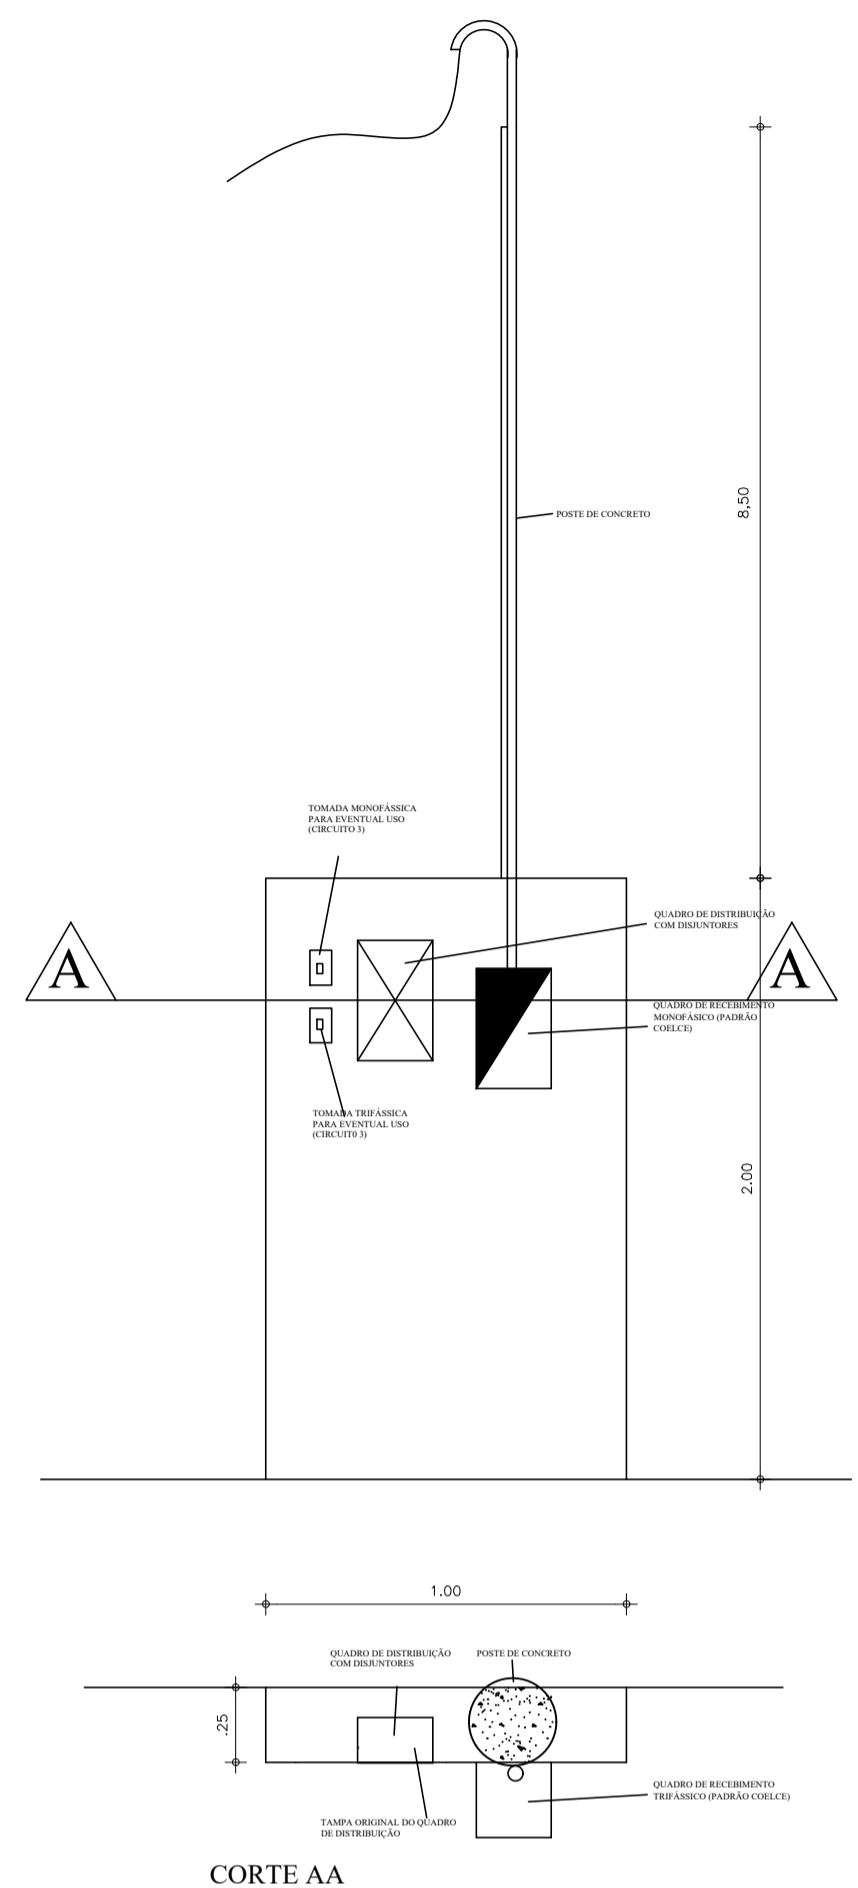 8,50
POSTE DE CONCRETO
TOMADA MONOFÁSSICA
PARA EVENTUAL USO
(CIRCUITO 3)
QUADRO DE DISTRIBUIÇÃO
COM DISJUNTORES
A
A
QUADRO DE RECEBIMENTO
MONOFÁSICO (PADRÃO
COELCE)
TOMADA TRIFÁSSICA
PARA EVENTUAL USO
(CIRCUIT0 3)
2.00
1.00
QUADRO DE DISTRIBUIÇÃO
COM DISJUNTORES
POSTE DE CONCRETO
.25
QUADRO DE RECEBIMENTO
TRIFÁSSICO (PADRÃO COELCE)
TAMPA ORIGINAL DO QUADRO
DE DISTRIBUIÇÃO
CORTE AA